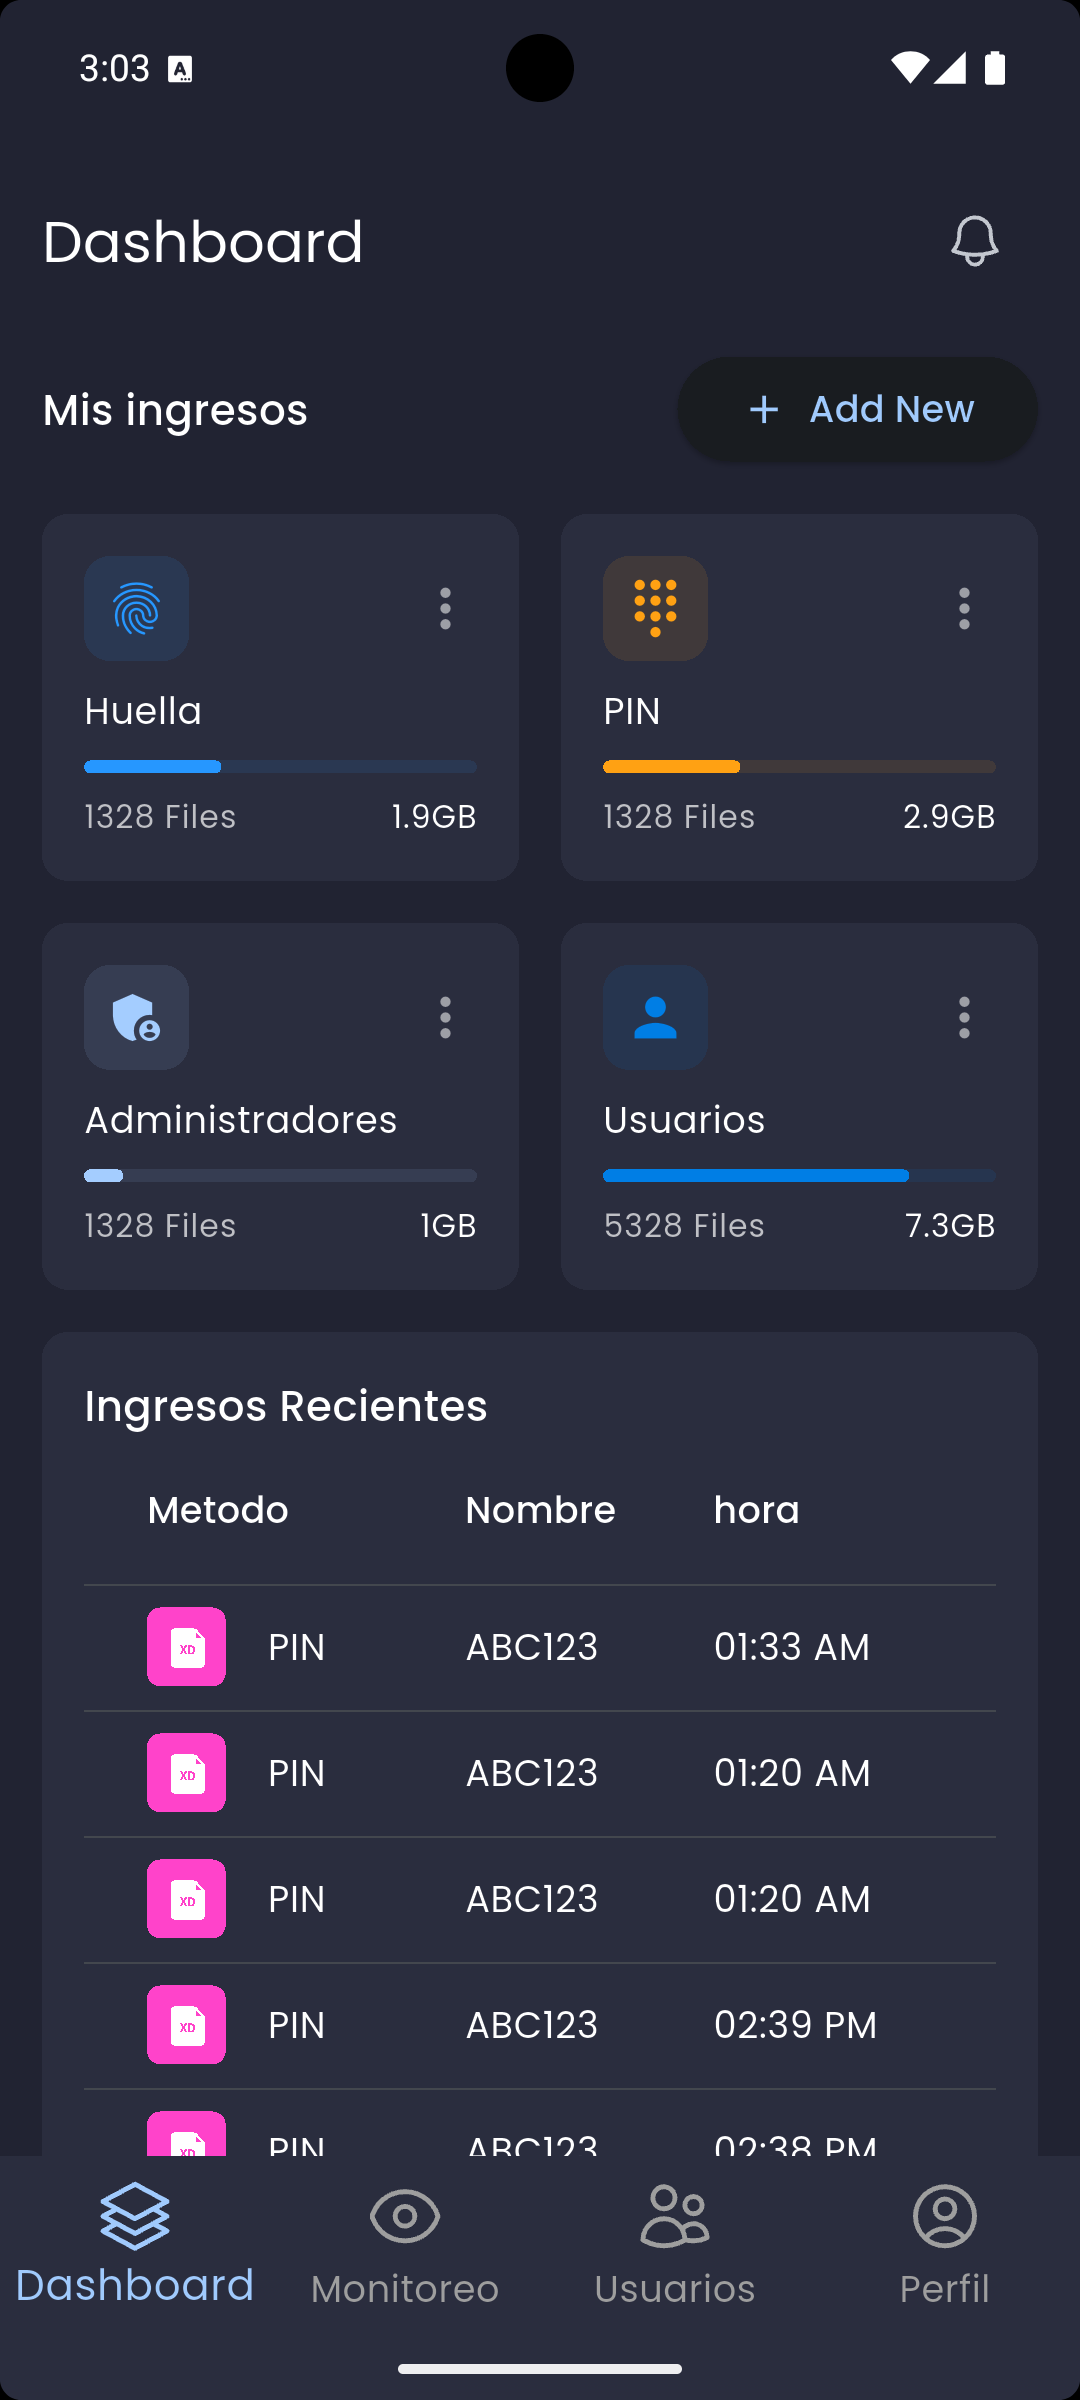 3:03
Dashboard
Mis ingresos
+ Add New
Huella
1328 Files 1.9GB
PIN
1328 Files 2.9GB
Administradores
1328 Files 1GB
Usuarios
5328 Files 7.3GB
Ingresos Recientes
Metodo Nombre hora
XD PIN ABC123 01:33 AM
XD PIN ABC123 01:20 AM
XD PIN ABC123 01:20 AM
XD PIN ABC123 02:39 PM
XD PIN ABC123 02:38 PM
Dashboard Monitoreo Usuarios Perfil